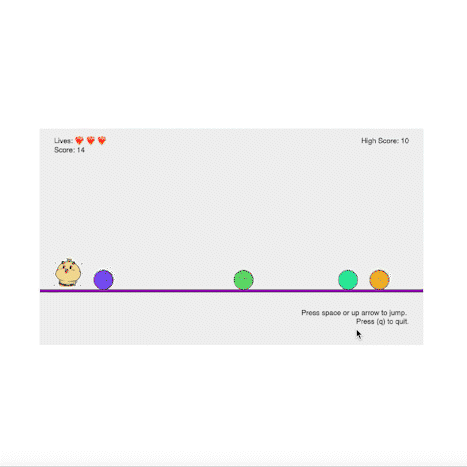 Lives: ❤️‍🔥 ❤️‍🔥 ❤️‍🔥
High Score: 10
Score: 14
Press space or up arrow to jump.
Press (q) to quit.